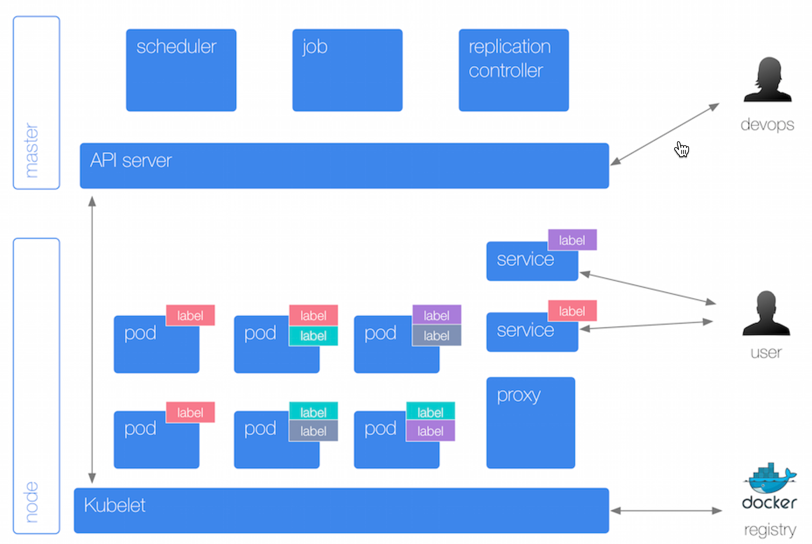 master
scheduler
job
replication
controller
devops
API server
label
service
label
service
user
label
pod
label
label
pod
label
label
pod
proxy
label
pod
label
label
pod
label
label
pod
node
Kubelet
docker
registry